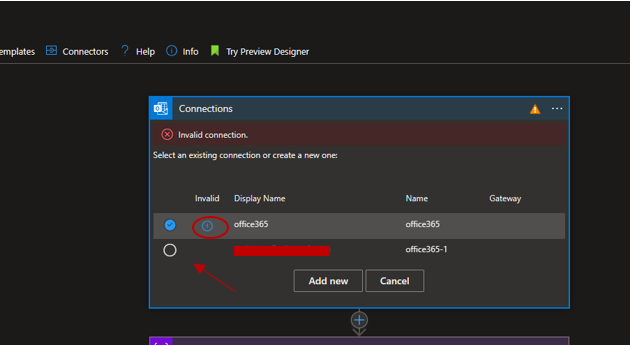 emplates Connectors ? Help Info Try Preview Designer
Connections
Invalid connection.
Select an existing connection or create a new one:
Invalid Display Name Name Gateway
office365 office365
office365-1
Add new Cancel